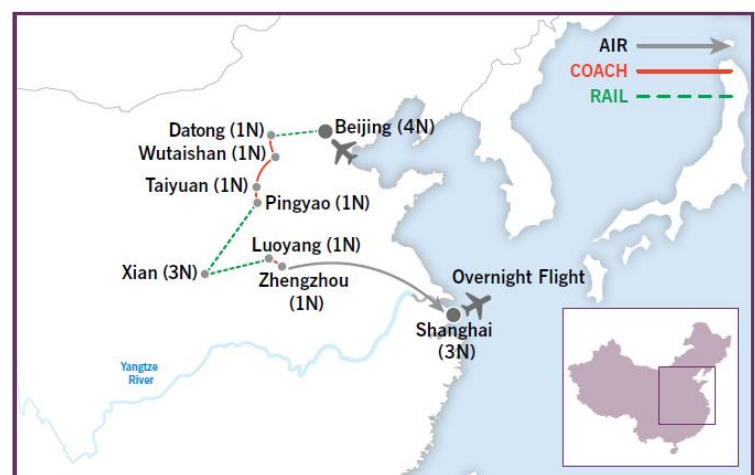 AIR
COACH
RAIL
Datong (1N)
Beijing (4N)
Wutaishan (1N)
Taiyuan (1N)
Pingyao (1N)
Luoyang (1N)
Xian (3N)
Zhengzhou
(1N)
Overnight Flight
Shanghai
(3N)
Yangtze
River